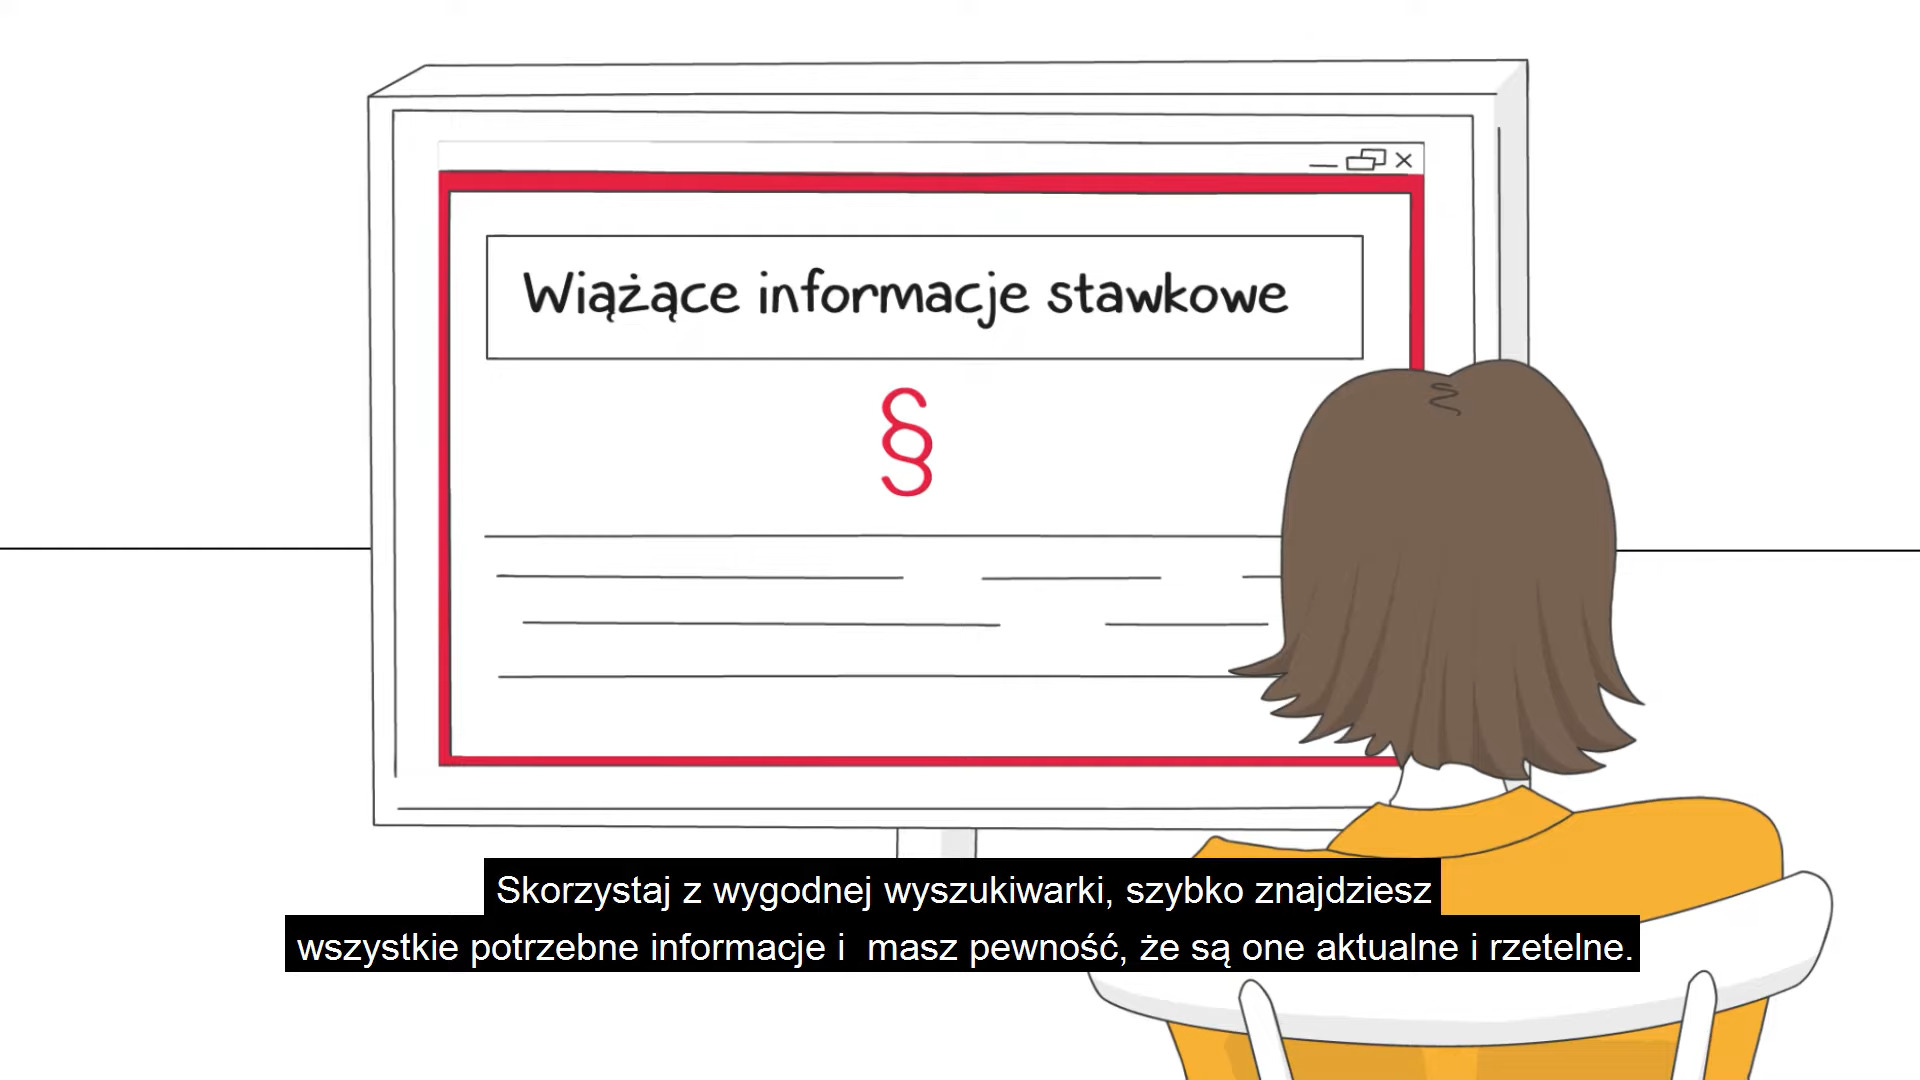 Wiążące informacje stawkowe
§
Skorzystaj z wygodnej wyszukiwarki, szybko znajdziesz
wszystkie potrzebne informacje i  masz pewność, że są one aktualne i rzetelne.